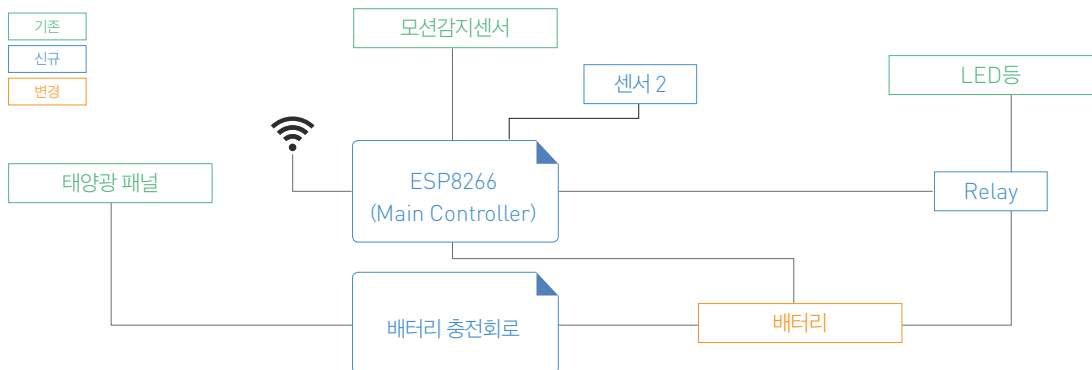 기존
신규
변경
모션감지센서
센서 2
LED등
태양광 패널
ESP8266
(Main Controller)
Relay
배터리 충전회로
배터리